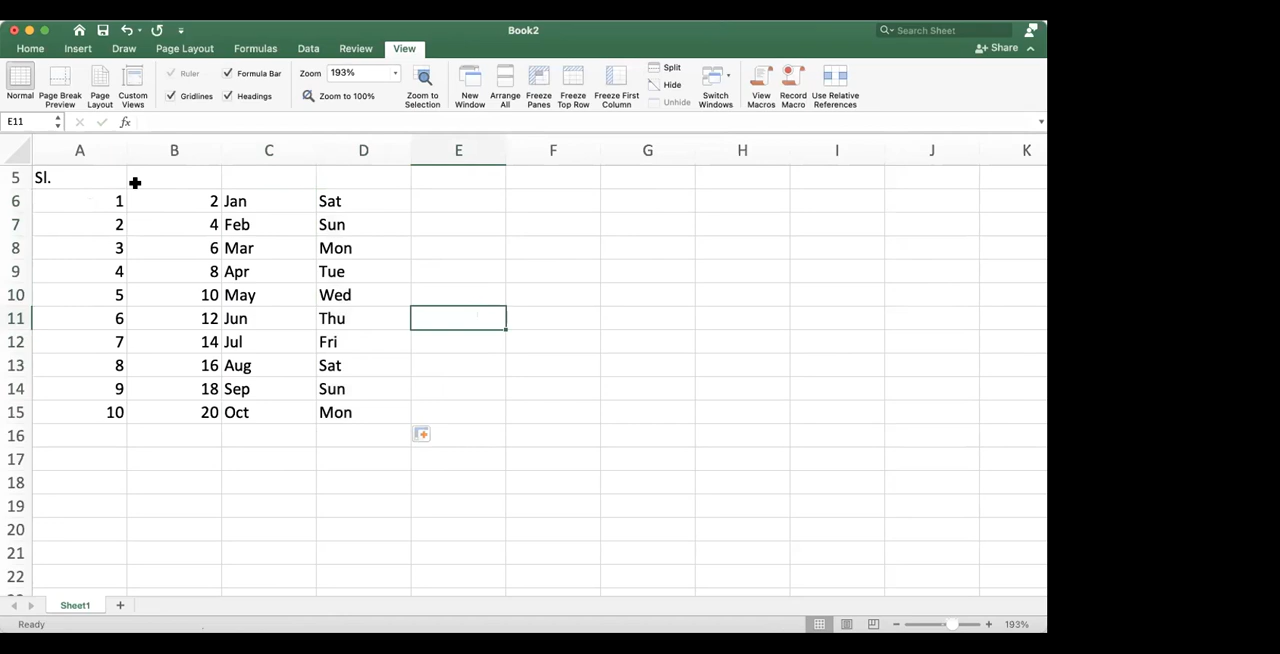 Book2
Search Sheet
Home Insert Draw Page Layout Formulas Data Review View
Share
Normal
Page Break Preview
Page Layout
Custom Views
Ruler
Formula Bar
Gridlines
Headings
Zoom 193%
Zoom to 100%
Zoom to Selection
New Window
Arrange All
Freeze Panes
Freeze Top Row
Freeze First Column
Split
Hide
Unhide
Switch Windows
View Macros
Record Macro
Use Relative References
E11 fx
A B C D E F G H I J K
5 Sl.
6 1 2 Jan Sat
7 2 4 Feb Sun
8 3 6 Mar Mon
9 4 8 Apr Tue
10 5 10 May Wed
11 6 12 Jun Thu
12 7 14 Jul Fri
13 8 16 Aug Sat
14 9 18 Sep Sun
15 10 20 Oct Mon
16
17
18
19
20
21
22
Sheet1
Ready 193%